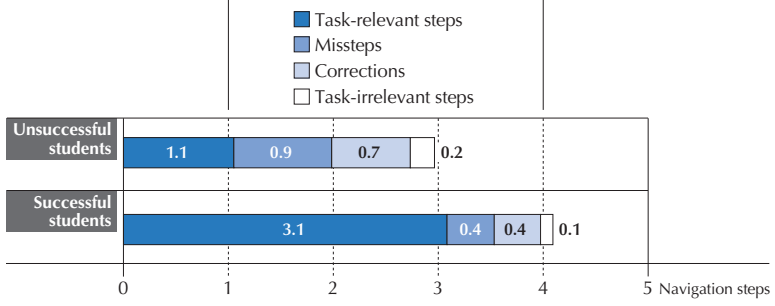 Task-relevant steps
Missteps
Corrections
Task-irrelevant steps
Unsuccessful
students
1.1 0.9 0.7 0.2
Successful
students
3.1 0.4 0.4 0.1
0 1 2 3 4 5 Navigation steps